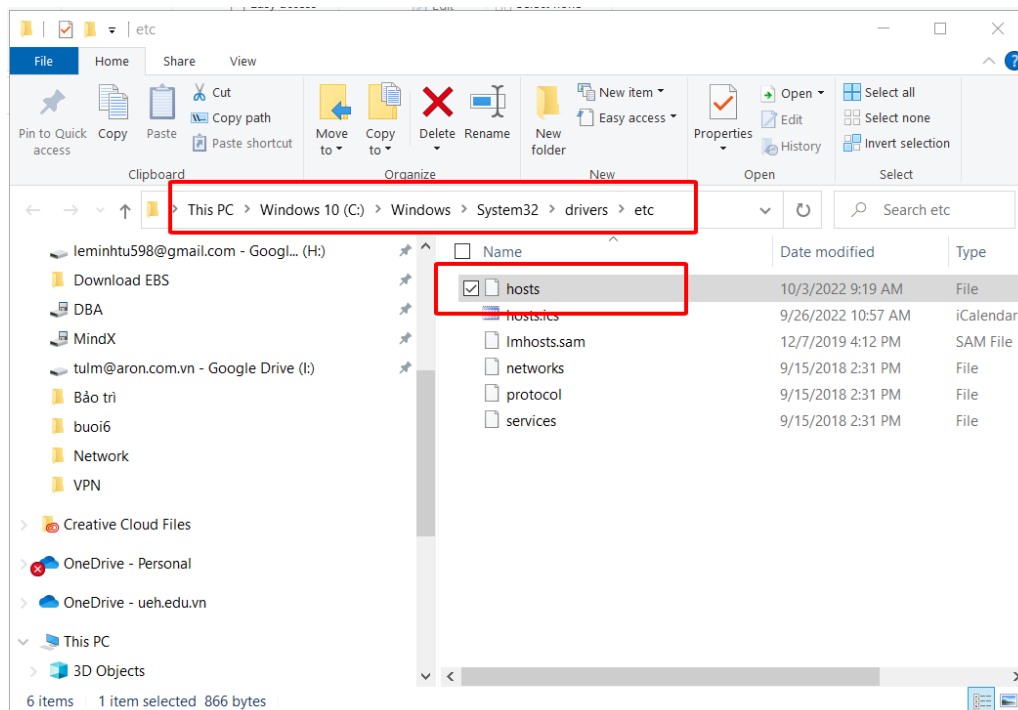 etc
File Home Share View
Pin to Quick access
Copy
Paste
Cut
Copy path
Paste shortcut
Clipboard
Move to
Copy to
Delete
Rename
Organize
New folder
New item
Easy access
New
Properties
Open
Edit
History
Open
Select all
Select none
Invert selection
Select
This PC > Windows 10 (C:) > Windows > System32 > drivers > etc
Search etc
leminhtu598@gmail.com - Googl... (H:)
Download EBS
DBA
MindX
tulm@aron.com.vn - Google Drive (I:)
Bảo trì
buoi6
Network
VPN
Creative Cloud Files
OneDrive - Personal
OneDrive - ueh.edu.vn
This PC
3D Objects
Name Date modified Type
hosts 10/3/2022 9:19 AM File
hosts.ics 9/26/2022 10:57 AM iCalendar
lmhosts.sam 12/7/2019 4:12 PM SAM File
networks 9/15/2018 2:31 PM File
protocol 9/15/2018 2:31 PM File
services 9/15/2018 2:31 PM File
6 items 1 item selected 866 bytes